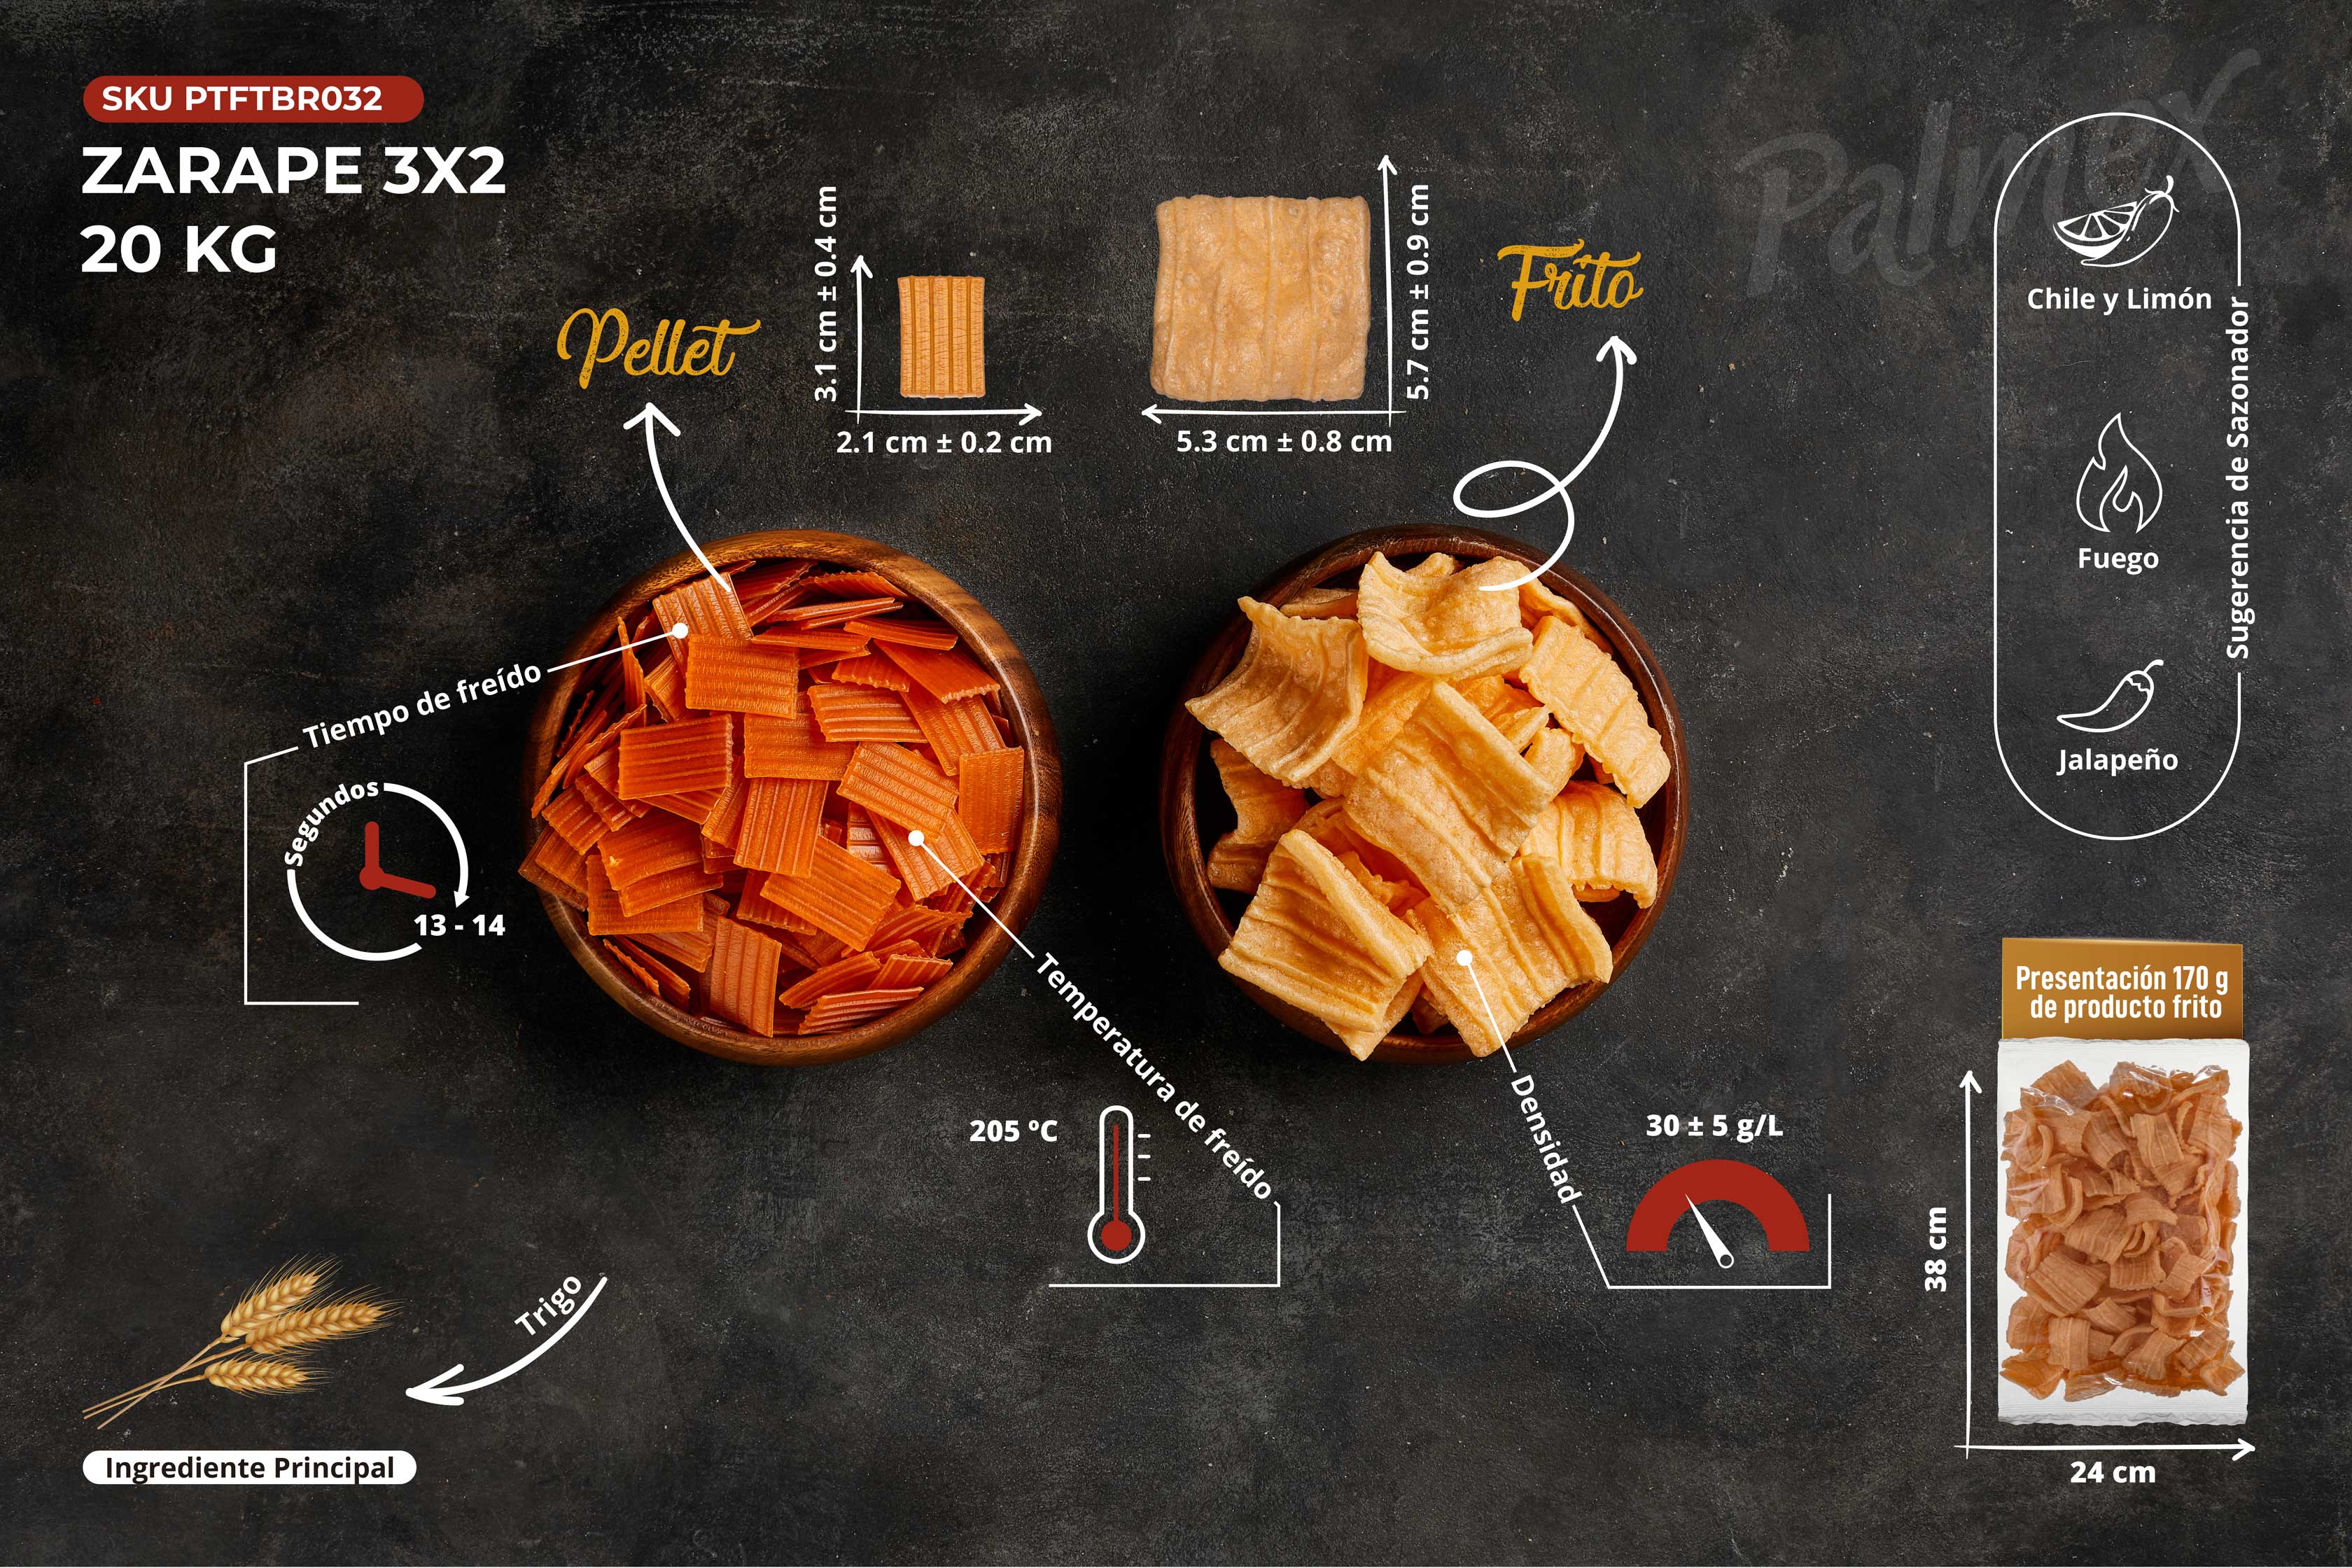 SKU PTFTBR032
ZARAPE 3X2
20 KG
Palmex
Pellet
3.1 cm ± 0.4 cm
2.1 cm ± 0.2 cm
5.7 cm ± 0.9 cm
5.3 cm ± 0.8 cm
Frito
Chile y Limón
Fuego
Jalapeño
Sugerencia de Sazonador
Tiempo de freído
Segundos
13 - 14
Temperatura de freído
205 ºC
Densidad
30 ± 5 g/L
Presentación 170 g
de producto frito
38 cm
24 cm
Trigo
Ingrediente Principal